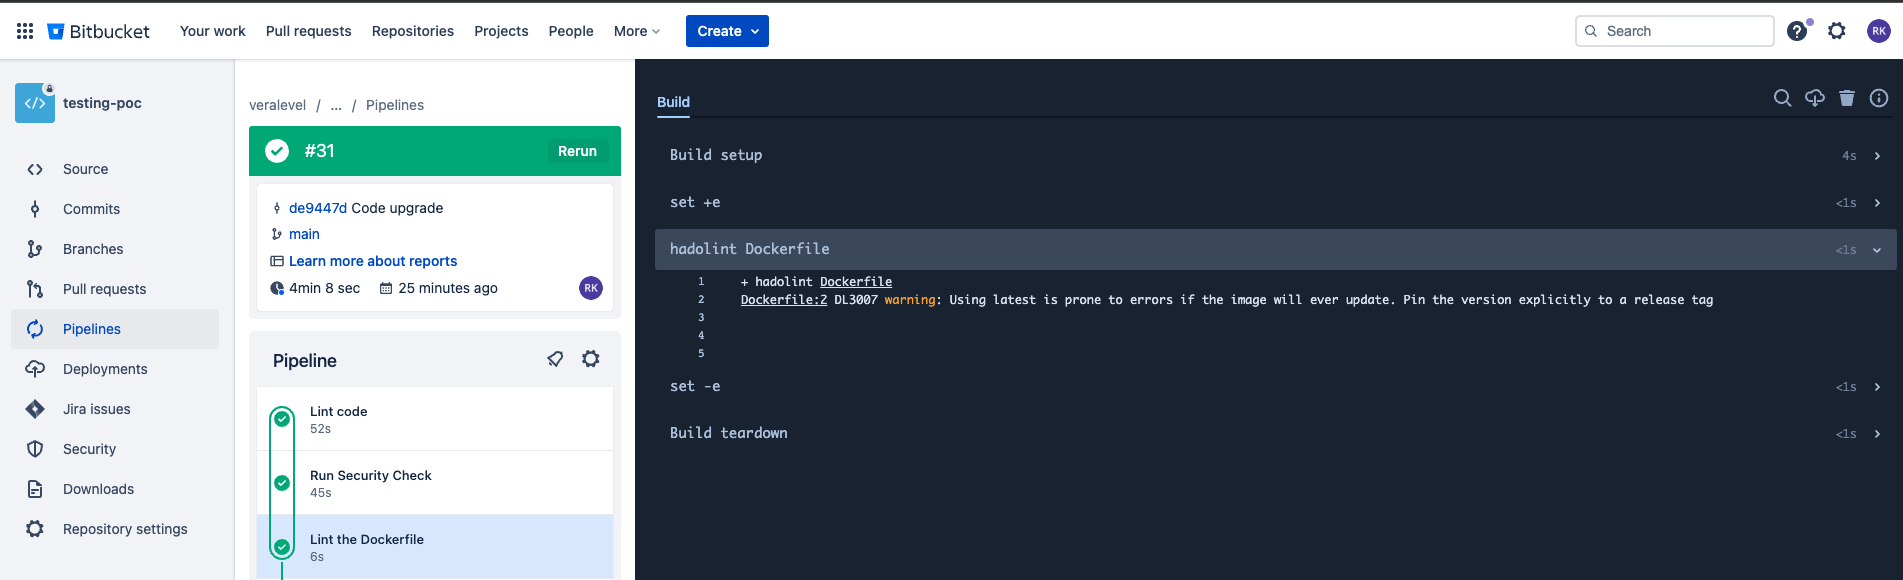 Bitbucket Your work Pull requests Repositories Projects People More Create Search RK
testing-poc
Source
Commits
Branches
Pull requests
Pipelines
Deployments
Jira issues
Security
Downloads
Repository settings
veralevel / ... / Pipelines
#31 Rerun
de9447d Code upgrade
main
Learn more about reports
4min 8 sec 25 minutes ago RK
Pipeline
Lint code
52s
Run Security Check
45s
Lint the Dockerfile
6s
Build
Build setup 4s
set +e <1s
hadolint Dockerfile <1s
1 + hadolint Dockerfile
2 Dockerfile:2 DL3007 warning: Using latest is prone to errors if the image will ever update. Pin the version explicitly to a release tag
3
4
5
set -e <1s
Build teardown <1s